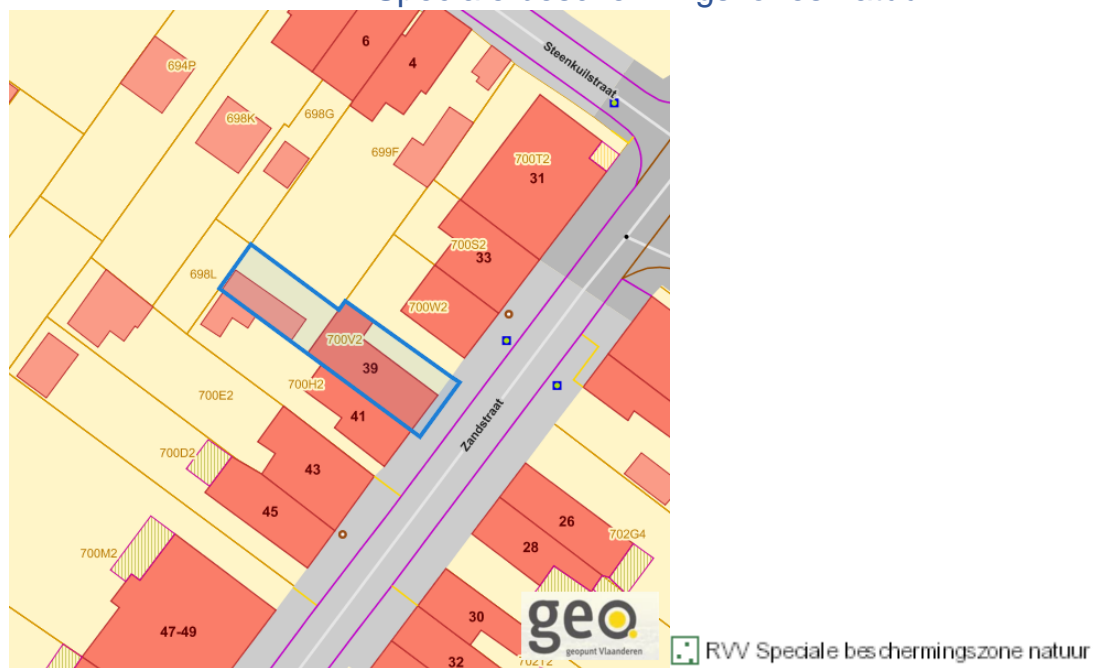 6
4
694P
Steenkuilstraat
698K
698G
699F
700T2
31
700S2
33
698L
700W2
700V2
39
700H2
700E2
41
Zandstraat
700D2
43
45
26
28
702G4
700M2
47-49
30
32
geo.
geopunt Vlaanderen
RVV Speciale beschermingszone natuur